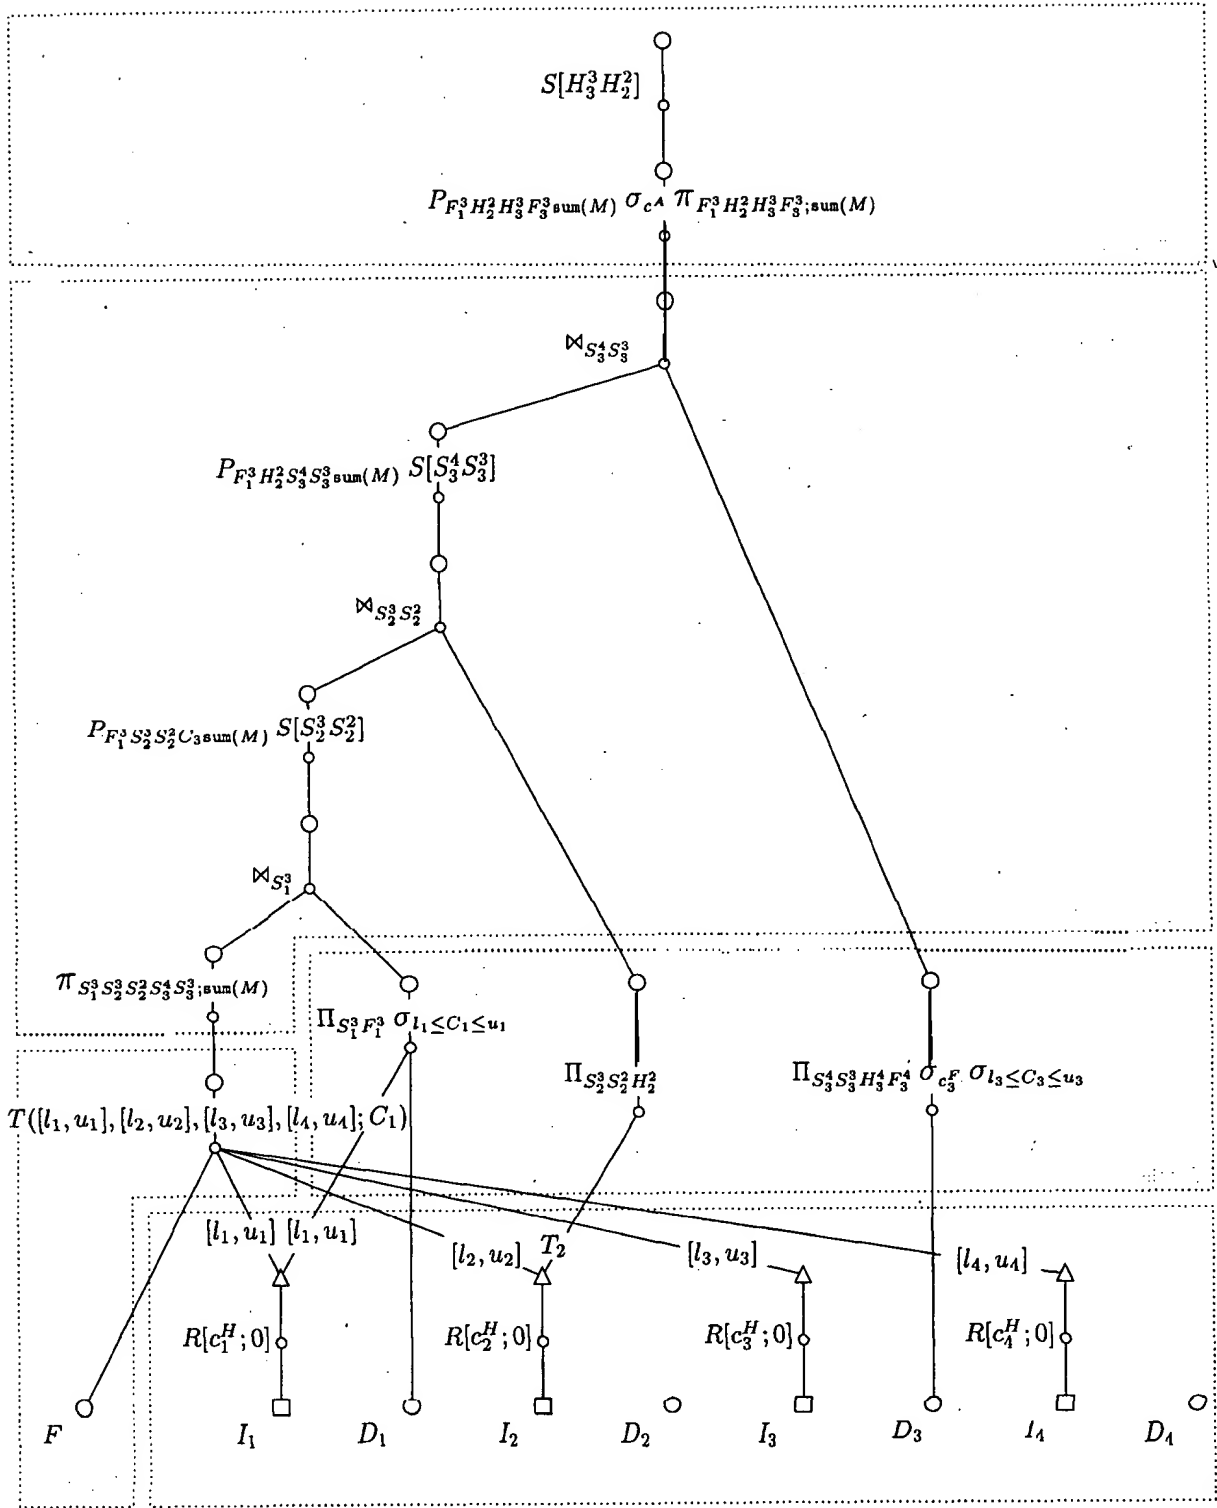 S[H_3^3 H_2^2]
P_{F_1^3 H_2^2 H_3^3 F_3^3 sum(M)} σ_{c^A} π_{F_1^3 H_2^2 H_3^3 F_3^3;sum(M)}
⋈_{S_3^4 S_3^3}
P_{F_1^3 H_2^2 S_3^4 S_3^3 sum(M)} S[S_3^4 S_3^3]
⋈_{S_2^3 S_2^2}
P_{F_1^3 S_2^3 S_2^2 C_3 sum(M)} S[S_2^3 S_2^2]
⋈_{S_1^3}
π_{S_1^3 S_2^3 S_2^2 S_3^4 S_3^3;sum(M)}
Π_{S_1^3 F_1^3} σ_{l_1≤C_1≤u_1}
Π_{S_2^3 S_2^2 H_2^2} Π_{S_3^4 S_3^3 H_3^4 F_3^4} σ_{c_3^F} σ_{l_3≤C_3≤u_3}
T([l_1, u_1], [l_2, u_2], [l_3, u_3], [l_4, u_4]; C_1)
[l_1, u_1] [l_1, u_1] [l_2, u_2] T_2 [l_3, u_3] [l_4, u_4]
R[c_1^H; 0] R[c_2^H; 0] R[c_3^H; 0] R[c_4^H; 0]
F I_1 D_1 I_2 D_2 I_3 D_3 I_4 D_4